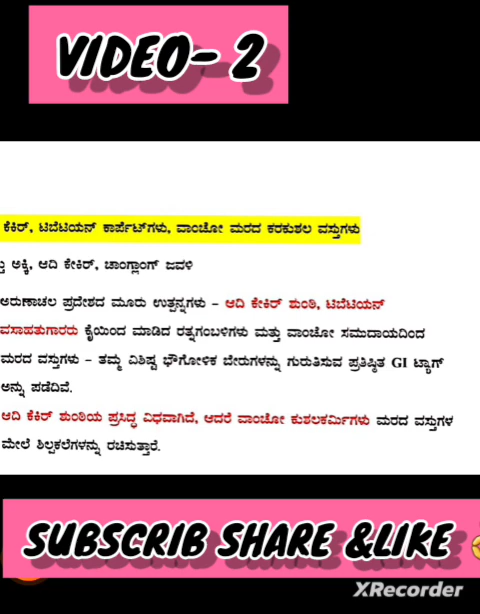 VIDEO- 2
ಕೆಕಿರ್, ಟಿಬೆಟಿಯನ್ ಕಾರ್ಪೆಟ್‌ಗಳು, ವಾಂಚೋ ಮರದ ಕರಕುಶಲ ವಸ್ತುಗಳು
ಅಕ್ಕಿ, ಆದಿ ಕೇಕಿರ್, ಚಾಂಗ್ಲಾಂಗ್ ಜವಳಿ
ಅರುಣಾಚಲ ಪ್ರದೇಶದ ಮೂರು ಉತ್ಪನ್ನಗಳು – ಆದಿ ಕೇಕಿರ್ ಶುಂಠಿ, ಟಿಬೆಟಿಯನ್
ವಸಾಹತುಗಾರರು ಕೈಯಿಂದ ಮಾಡಿದ ರತ್ನಗಂಬಳಿಗಳು ಮತ್ತು ವಾಂಚೋ ಸಮುದಾಯದಿಂದ
ಮರದ ವಸ್ತುಗಳು – ತಮ್ಮ ವಿಶಿಷ್ಟ ಭೌಗೋಳಿಕ ಬೇರುಗಳನ್ನು ಗುರುತಿಸುವ ಪ್ರತಿಷ್ಠಿತ GI ಟ್ಯಾಗ್
ಅನ್ನು ಪಡೆದಿವೆ.
ಆದಿ ಕೆಕಿರ್ ಶುಂಠಿಯ ಪ್ರಸಿದ್ಧ ವಿಧವಾಗಿದೆ, ಆದರೆ ವಾಂಚೋ ಕುಶಲಕರ್ಮಿಗಳು ಮರದ ವಸ್ತುಗಳ
ಮೇಲೆ ಶಿಲ್ಪಕಲೆಗಳನ್ನು ರಚಿಸುತ್ತಾರೆ.
SUBSCRIB SHARE &LIKE
XRecorder